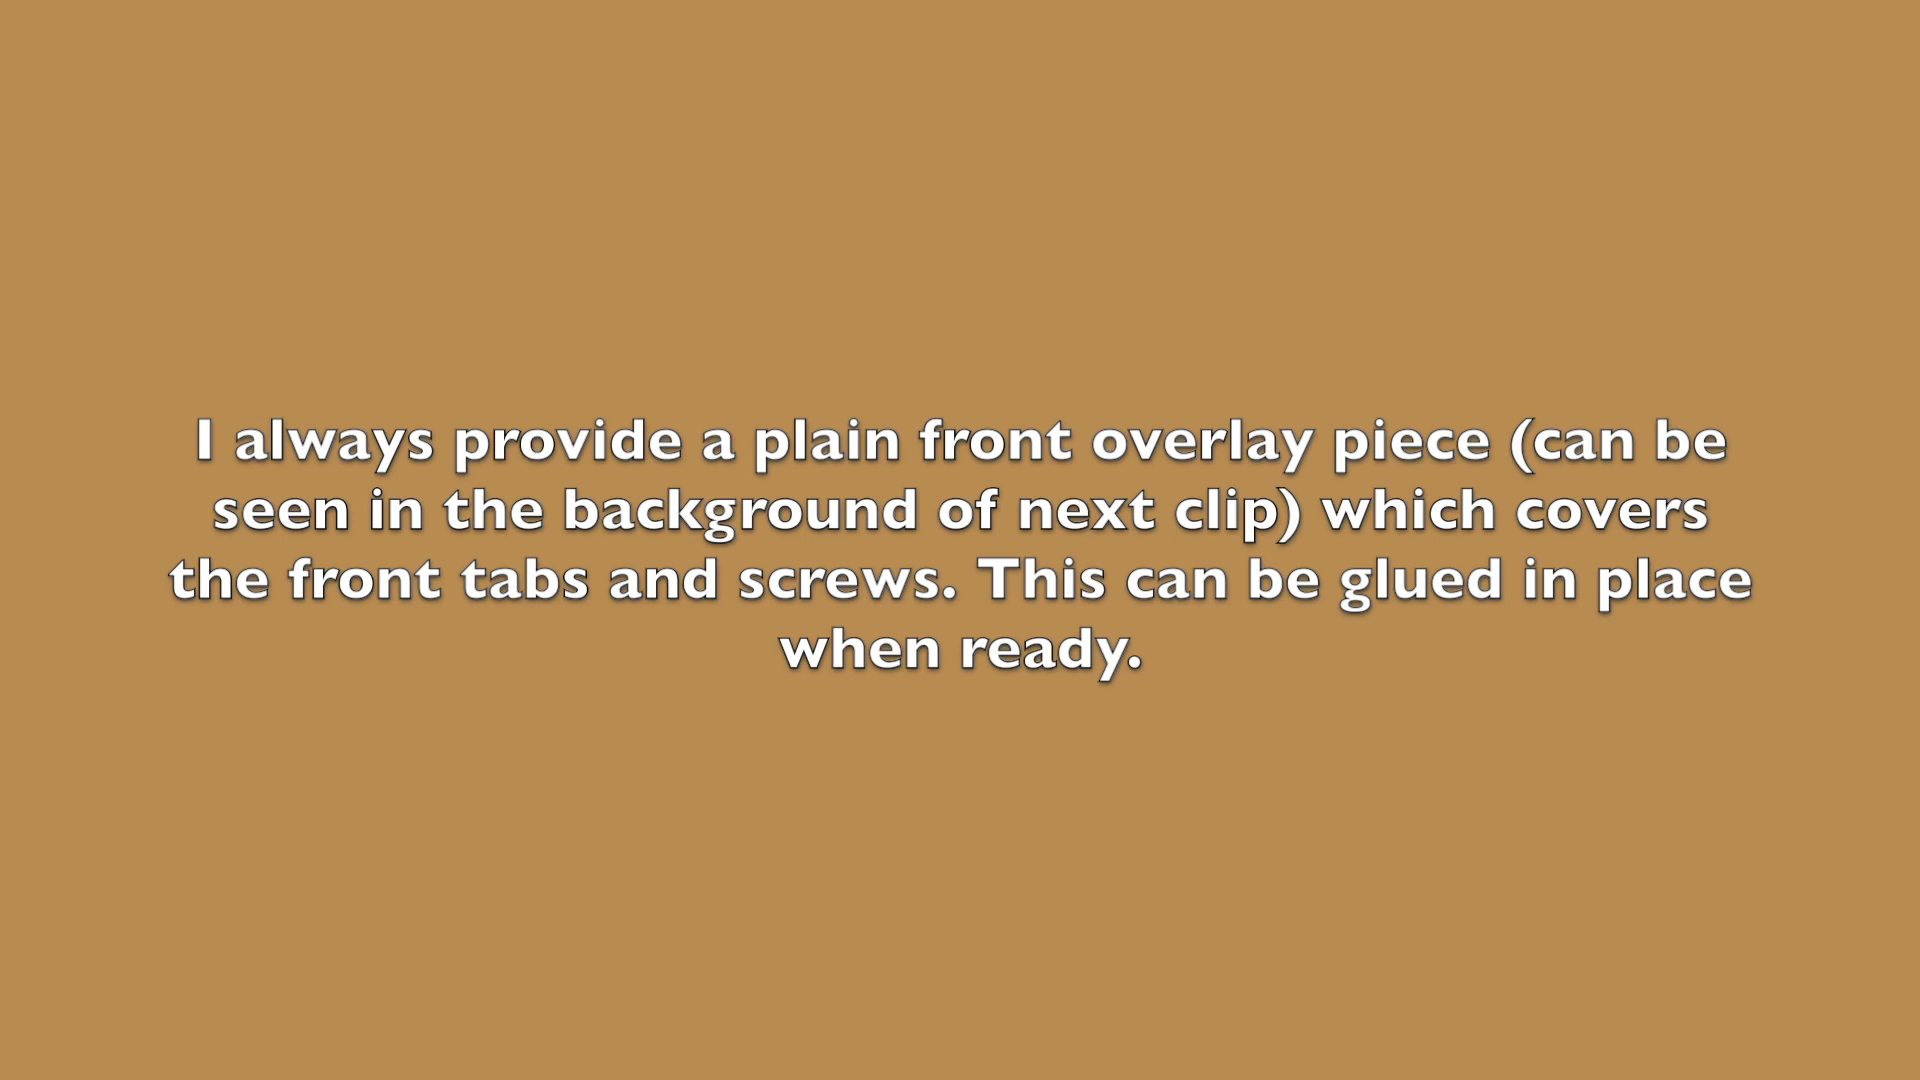 I always provide a plain front overlay piece (can be
seen in the background of next clip) which covers
the front tabs and screws. This can be glued in place
when ready.